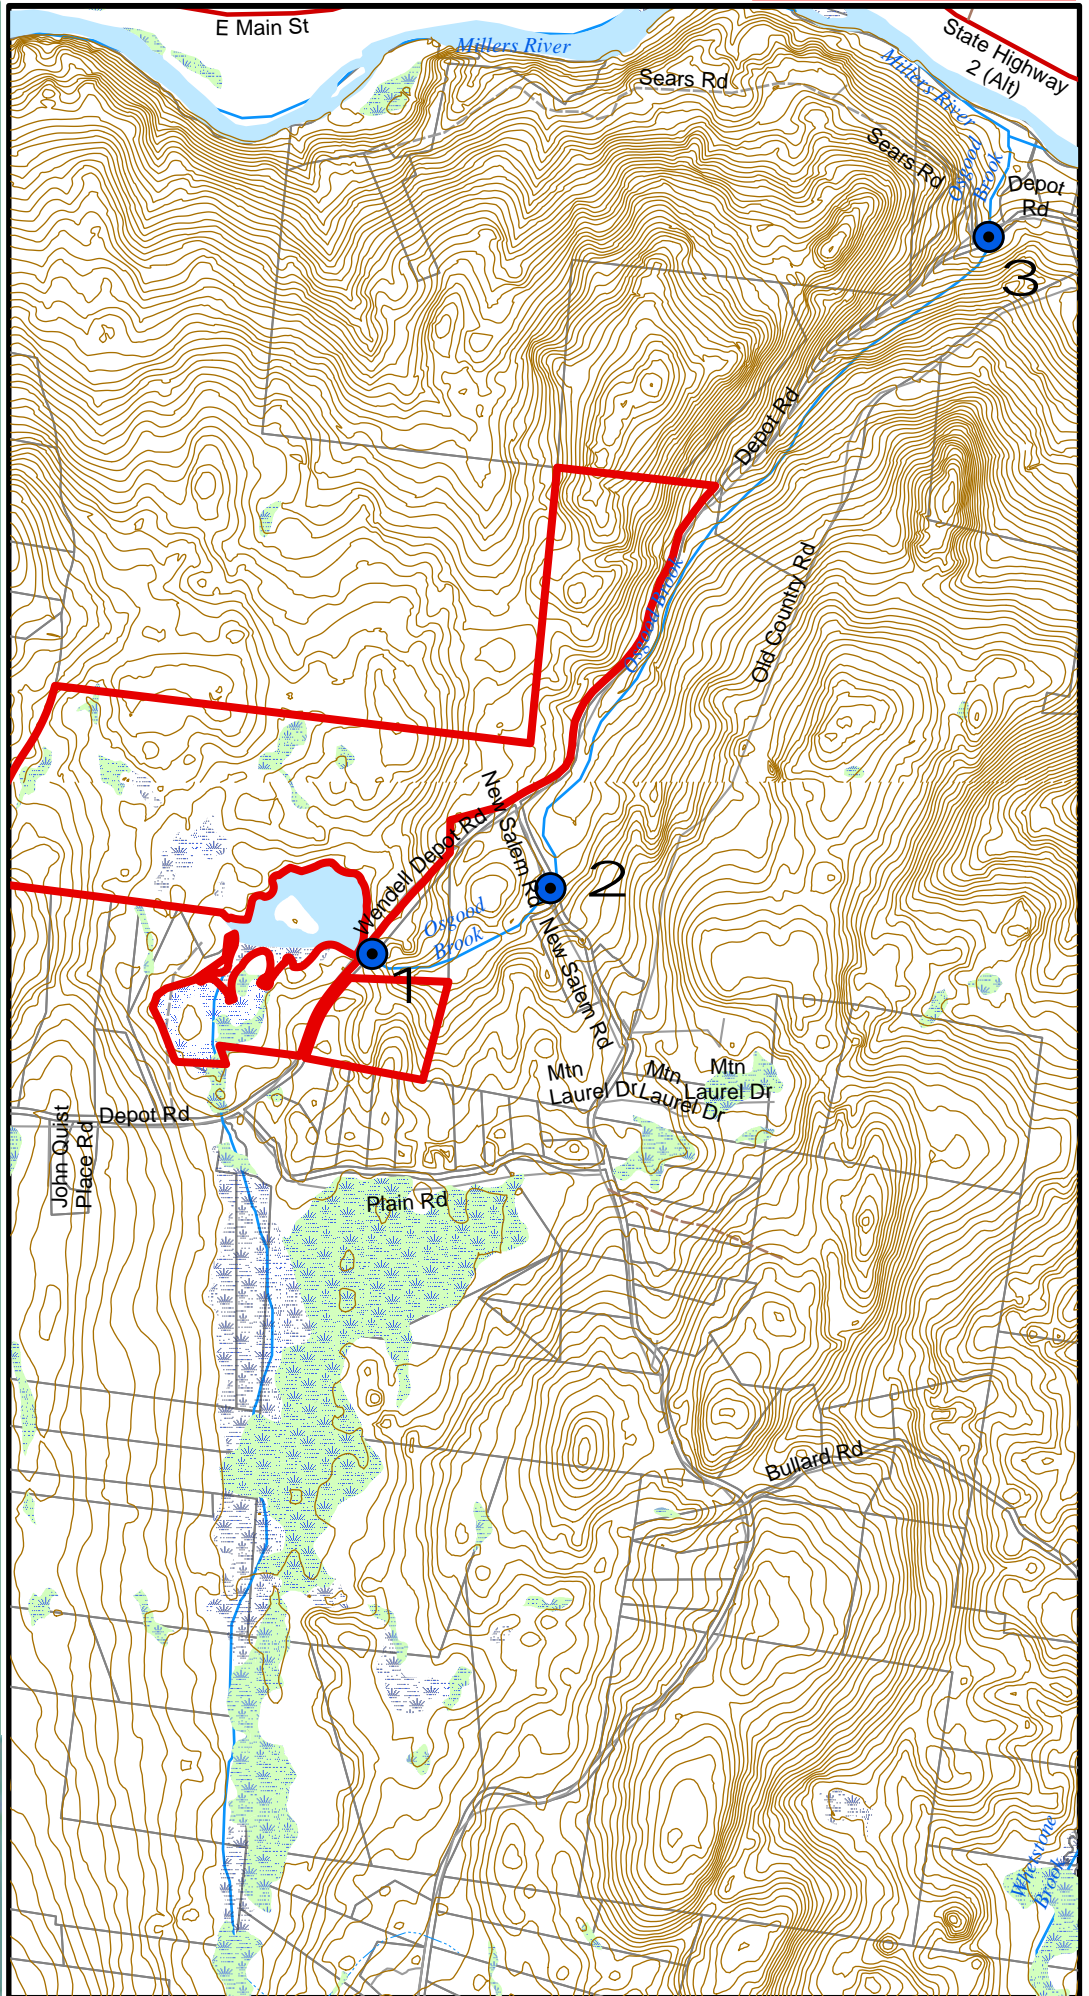 E Main St
Millers River
State Highway
2 (Alt)
Sears Rd
Millers River
Sears Rd
Osgood
Brook
Depot
Rd
3
Depot Rd
Old Country Rd
Osgood Brook
New Salem Rd
Wendell Depot Rd
2
Osgood
Brook
New Salem Rd
1
Mtn
Laurel Dr
Mtn
Laurel Dr
Mtn
Laurel Dr
Depot Rd
John Quist
Place Rd
Plain Rd
Bullard Rd
Whetstone
Brook